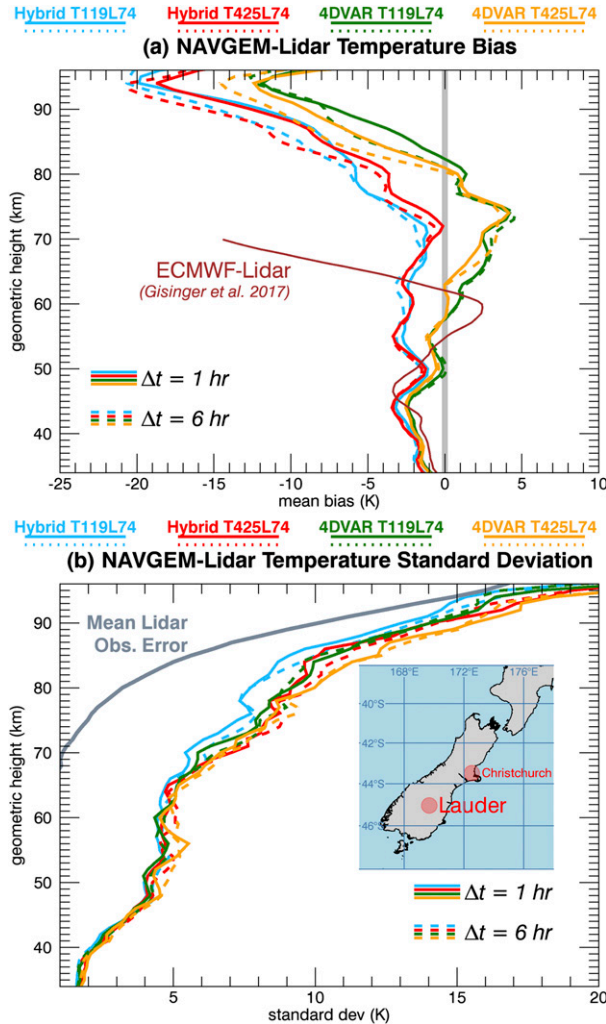 Hybrid T119L74 Hybrid T425L74 4DVAR T119L74 4DVAR T425L74
(a) NAVGEM-Lidar Temperature Bias
geometric height (km)
90
80
70
60
50
40
ECMWF-Lidar
(Gisinger et al. 2017)
Δt = 1 hr
Δt = 6 hr
-25 -20 -15 -10 -5 0 5 10
mean bias (K)
Hybrid T119L74 Hybrid T425L74 4DVAR T119L74 4DVAR T425L74
(b) NAVGEM-Lidar Temperature Standard Deviation
geometric height (km)
90
80
70
60
50
40
Mean Lidar
Obs. Error
168°E 172°E 176°E
-40°S
-42°S
-44°S
-46°S
Christchurch
Lauder
Δt = 1 hr
Δt = 6 hr
5 10 15 20
standard dev (K)